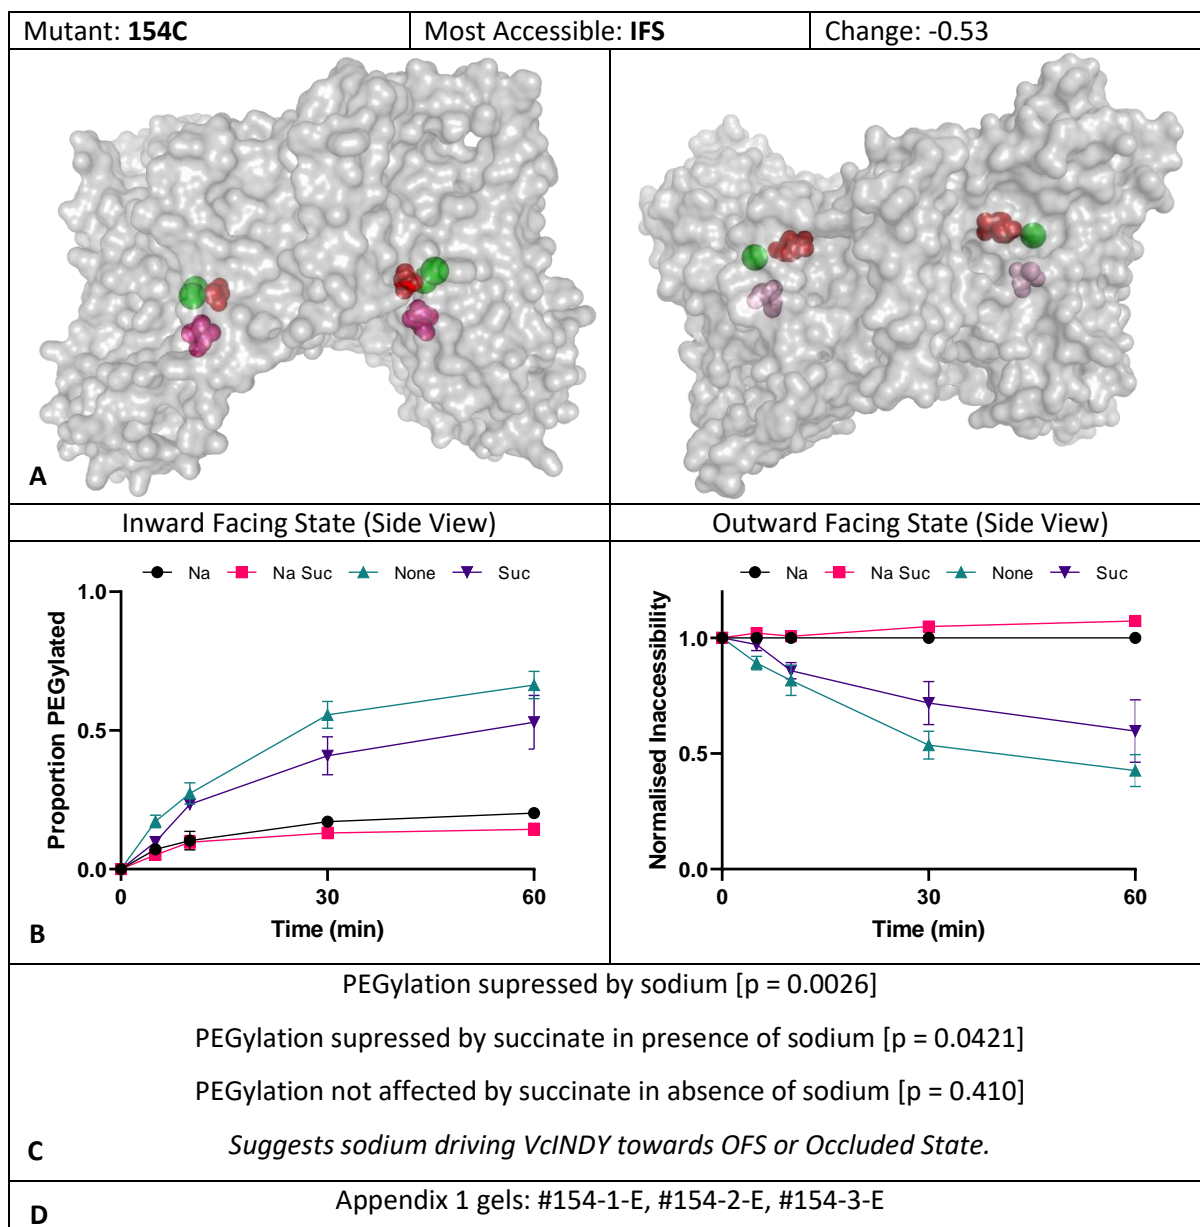 Mutant: 154C
Most Accessible: IFS
Change: -0.53
A
Inward Facing State (Side View)
Outward Facing State (Side View)
Na Na Suc None Suc
1.0
0.5
0.0
Proportion PEGylated
0 30 60
Time (min)
B
Na Na Suc None Suc
1.0
0.5
0.0
Normalised Inaccessibility
0 30 60
Time (min)
PEGylation supressed by sodium [p = 0.0026]
PEGylation supressed by succinate in presence of sodium [p = 0.0421]
PEGylation not affected by succinate in absence of sodium [p = 0.410]
Suggests sodium driving VcINDY towards OFS or Occluded State.
C
Appendix 1 gels: #154-1-E, #154-2-E, #154-3-E
D